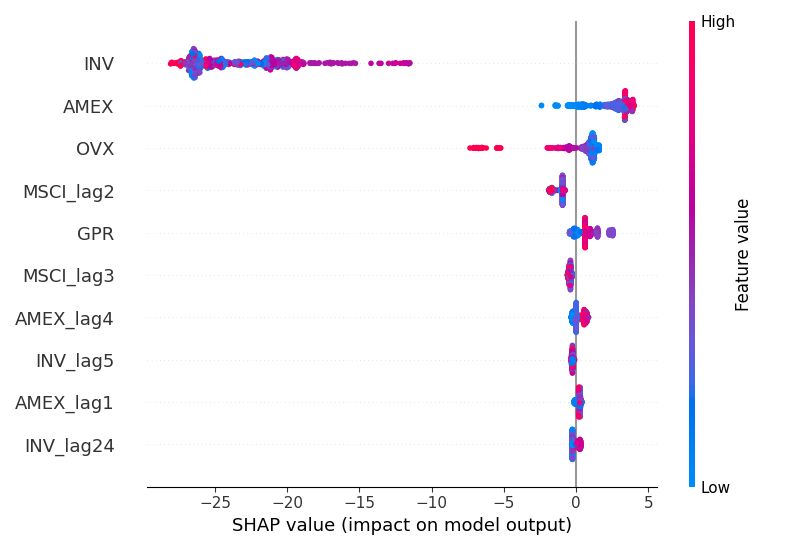 High
INV
AMEX
OVX
MSCI_lag2
GPR
MSCI_lag3
AMEX_lag4
INV_lag5
AMEX_lag1
INV_lag24
Feature value
Low
−25 −20 −15 −10 −5 0 5
SHAP value (impact on model output)